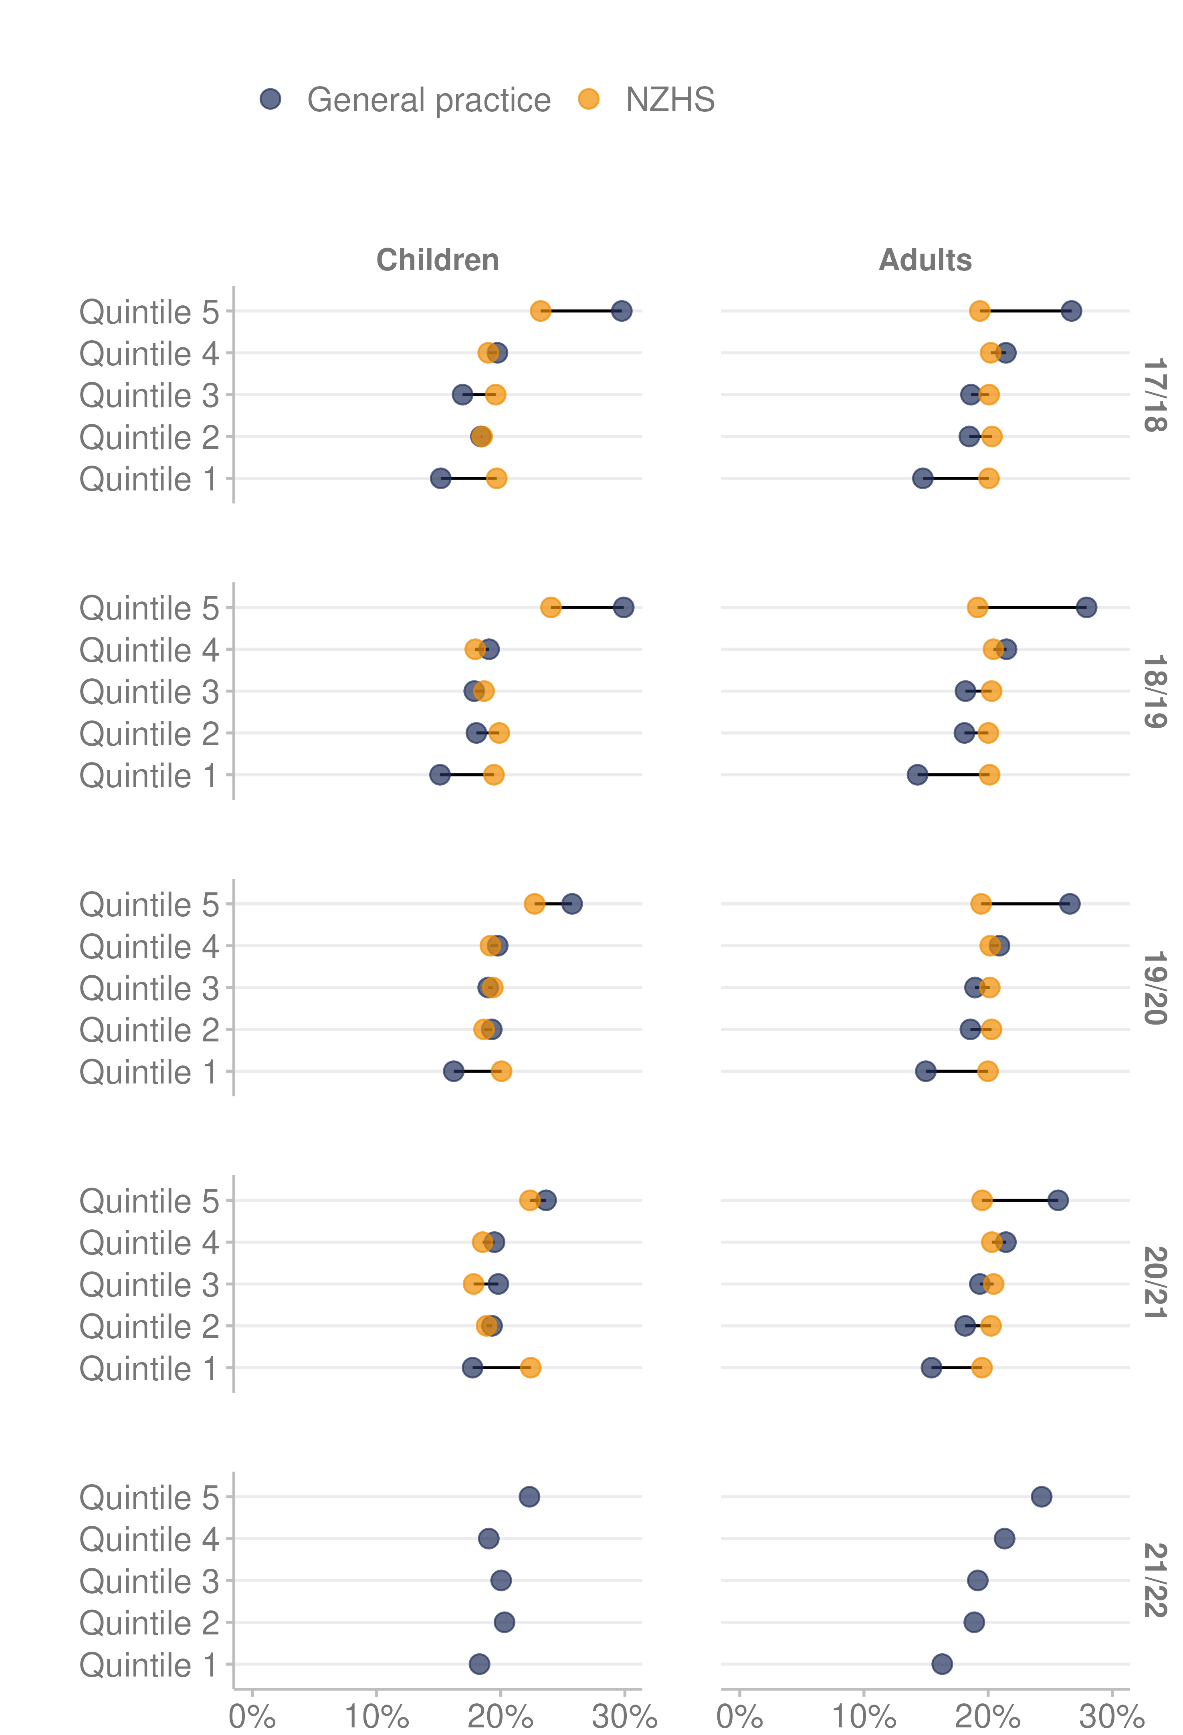 General practice NZHS
Children Adults
Quintile 5
Quintile 4
Quintile 3
Quintile 2
Quintile 1
17/18
Quintile 5
Quintile 4
Quintile 3
Quintile 2
Quintile 1
18/19
Quintile 5
Quintile 4
Quintile 3
Quintile 2
Quintile 1
19/20
Quintile 5
Quintile 4
Quintile 3
Quintile 2
Quintile 1
20/21
Quintile 5
Quintile 4
Quintile 3
Quintile 2
Quintile 1
21/22
0% 10% 20% 30% 0% 10% 20% 30%